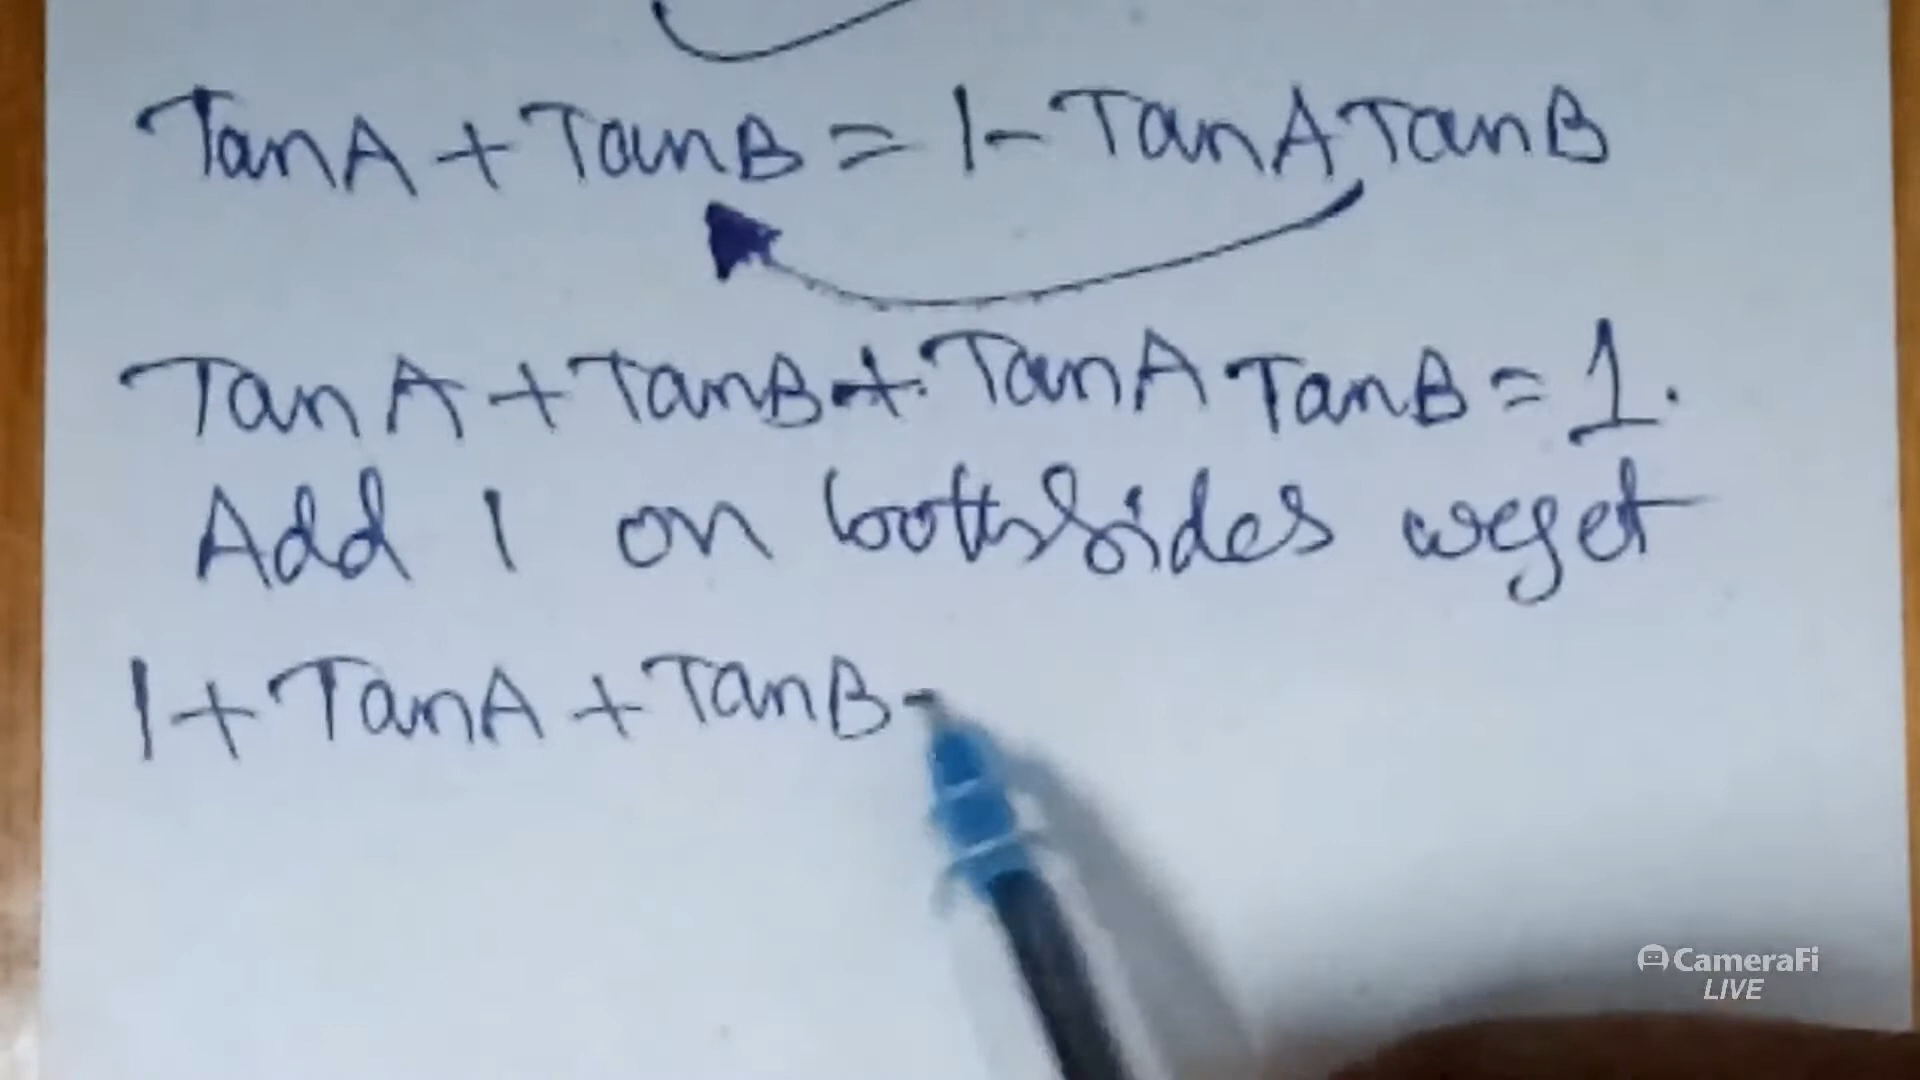 TanA + TanB = 1 - TanA TanB
Tan A + TanB + TanA · TanB = 1.
Add 1 on bothsides weget
1 + TanA + TanB -
CameraFi
LIVE